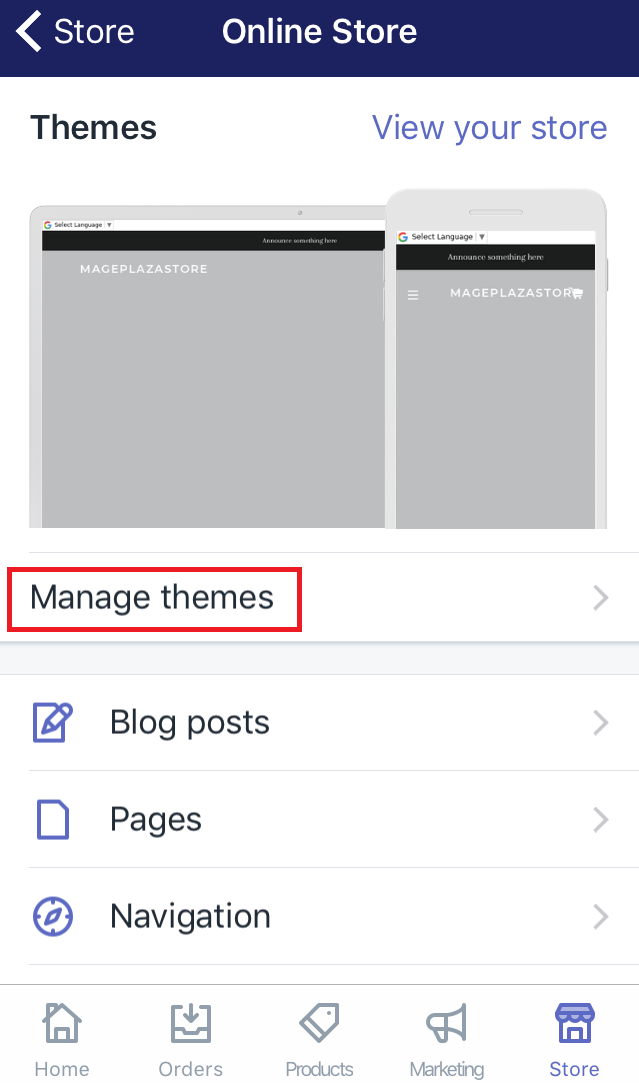 Store
Online Store
Themes
View your store
Select Language ▼
Announce something here
MAGEPLAZASTORE
Select Language ▼
Announce something here
MAGEPLAZASTORE
Manage themes
Blog posts
Pages
Navigation
Home Orders Products Marketing Store